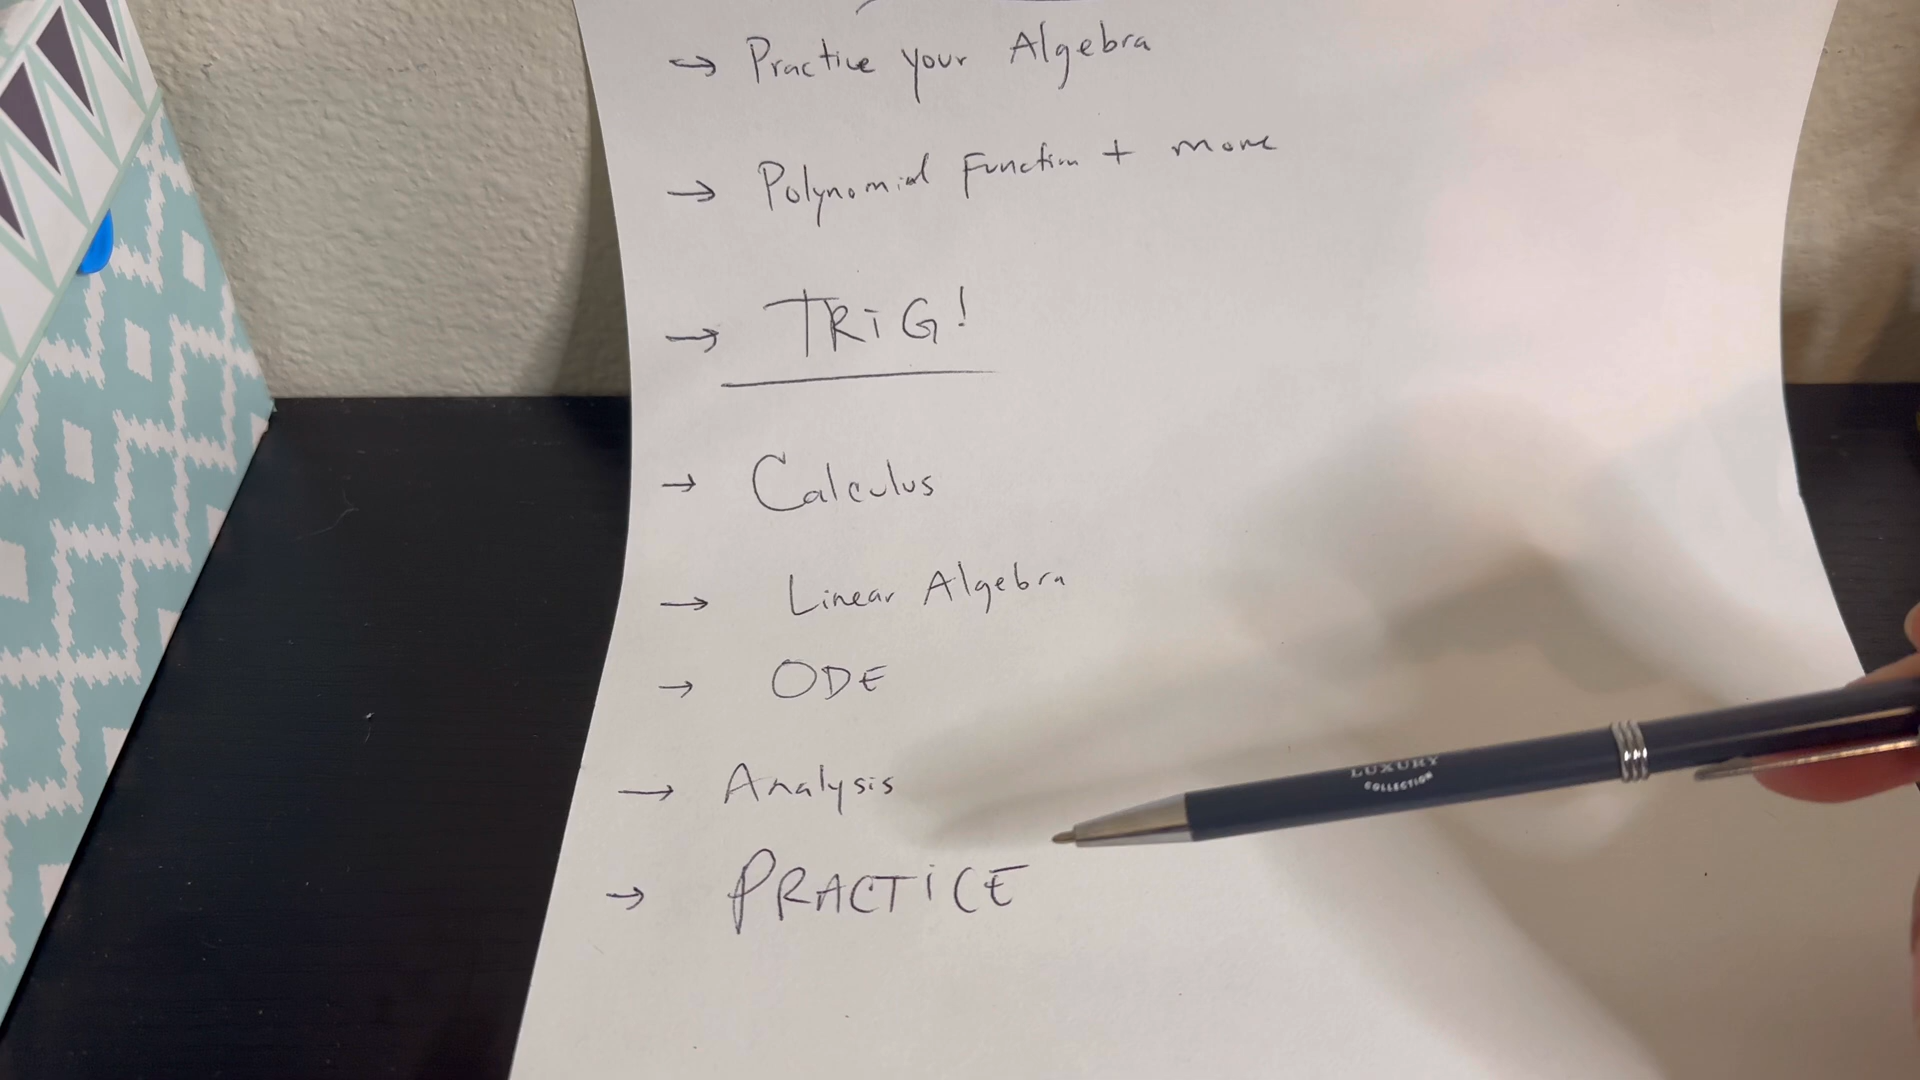 → Practice your Algebra
→ Polynomial Function + more
→ TRIG!
→ Calculus
→ Linear Algebra
→ ODE
→ Analysis
LUXURY
COLLECTION
→ PRACTICE